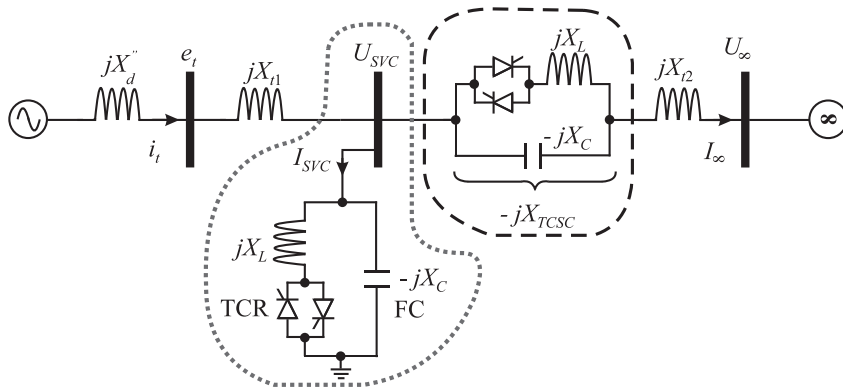 jX"d
et
jXt1
USVC
jXL
jXt2
U∞
∞
it
ISVC
-jXC
I∞
-jXTCSC
jXL
-jXC
TCR
FC